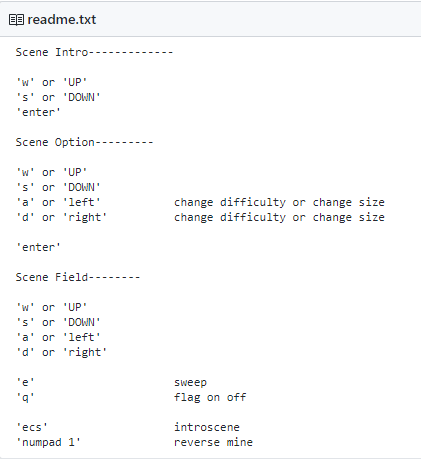 readme.txt
Scene Intro-------------
'w' or 'UP'
's' or 'DOWN'
'enter'
Scene Option---------
'w' or 'UP'
's' or 'DOWN'
'a' or 'left' change difficulty or change size
'd' or 'right' change difficulty or change size
'enter'
Scene Field--------
'w' or 'UP'
's' or 'DOWN'
'a' or 'left'
'd' or 'right'
'e' sweep
'q' flag on off
'ecs' introscene
'numpad 1' reverse mine